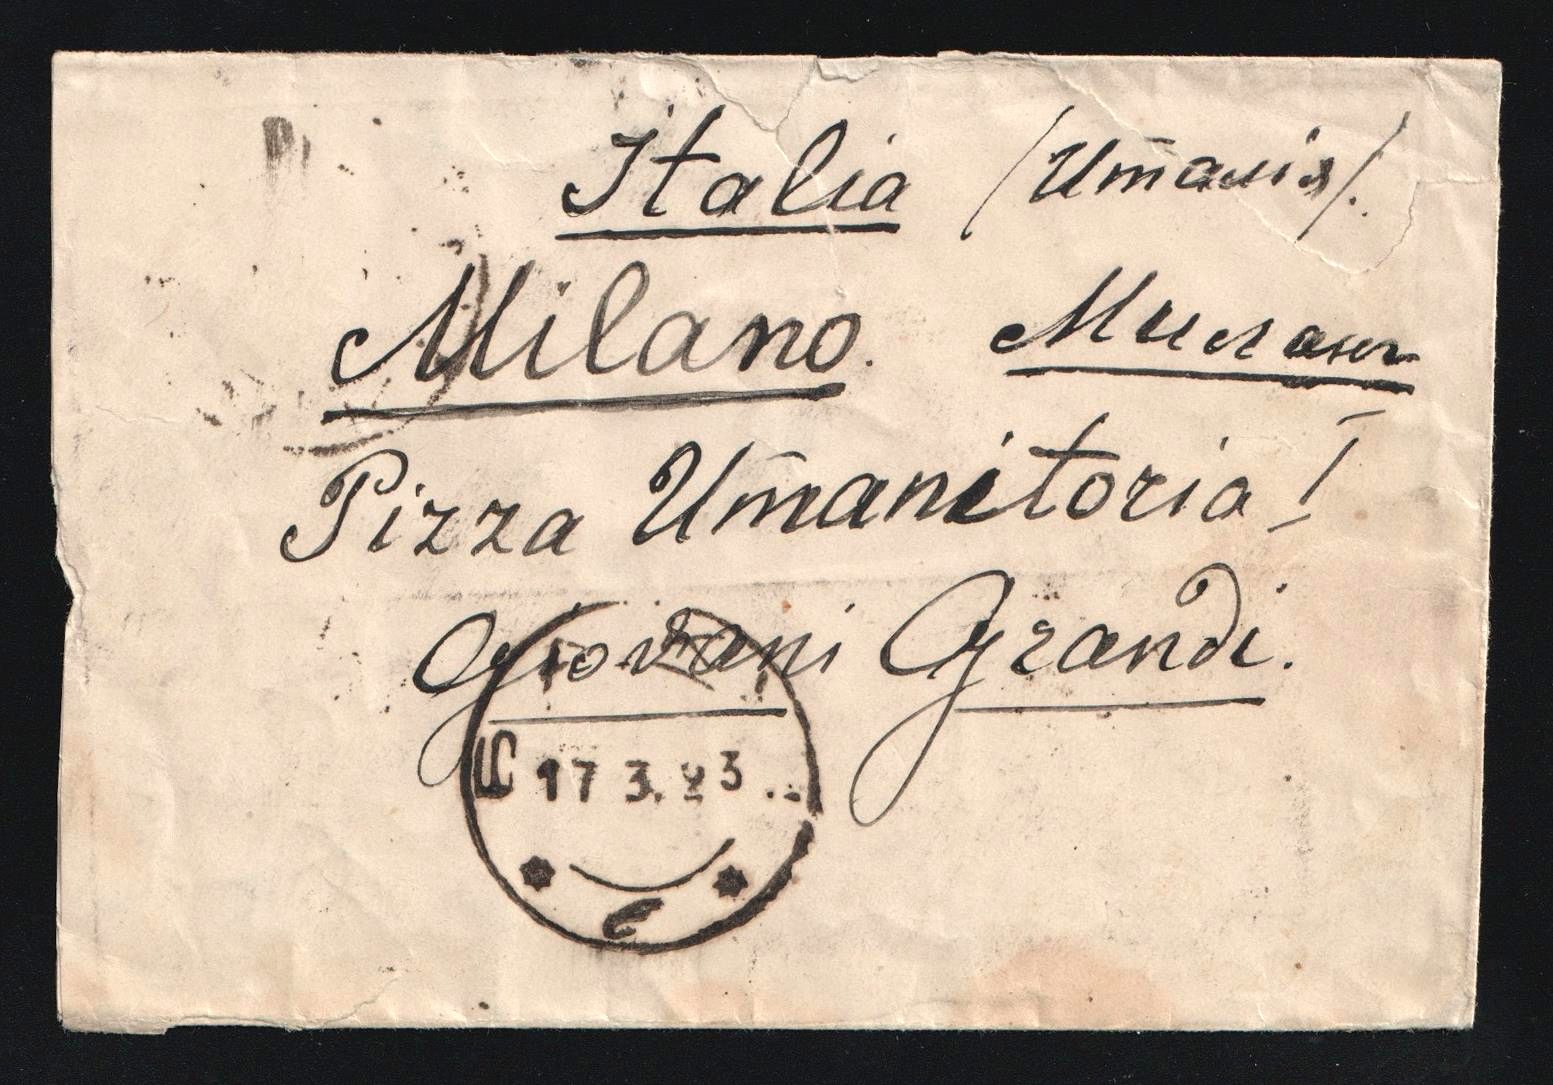 Italia /Италія/.
Milano. Миланъ
Pizza Umanitoria I
Giovani Grandi.
17 3. 23
е